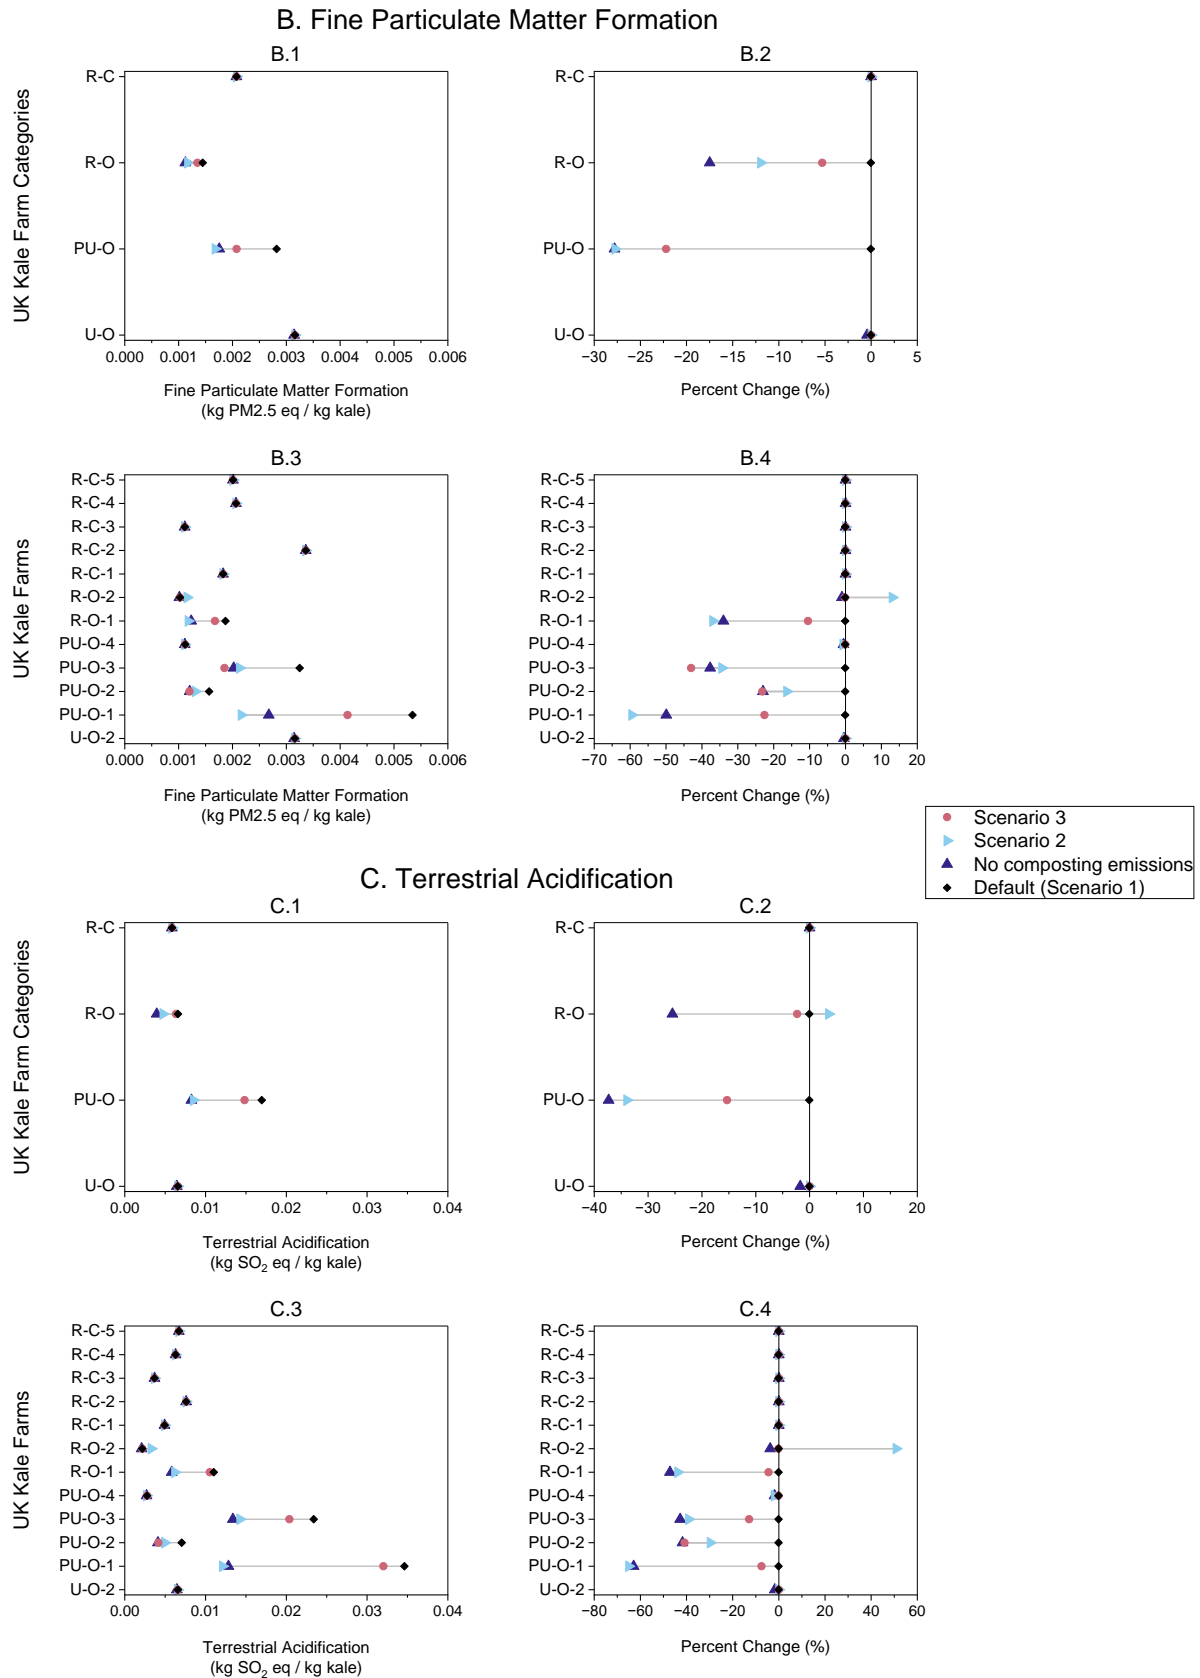 B. Fine Particulate Matter Formation
B.1
UK Kale Farm Categories
R-C
R-O
PU-O
U-O
0.000 0.001 0.002 0.003 0.004 0.005 0.006
Fine Particulate Matter Formation
(kg PM2.5 eq / kg kale)
B.2
R-C
R-O
PU-O
U-O
−30 −25 −20 −15 −10 −5 0 5
Percent Change (%)
B.3
UK Kale Farms
R-C-5
R-C-4
R-C-3
R-C-2
R-C-1
R-O-2
R-O-1
PU-O-4
PU-O-3
PU-O-2
PU-O-1
U-O-2
0.000 0.001 0.002 0.003 0.004 0.005 0.006
Fine Particulate Matter Formation
(kg PM2.5 eq / kg kale)
B.4
R-C-5
R-C-4
R-C-3
R-C-2
R-C-1
R-O-2
R-O-1
PU-O-4
PU-O-3
PU-O-2
PU-O-1
U-O-2
−70 −60 −50 −40 −30 −20 −10 0 10 20
Percent Change (%)
Scenario 3
Scenario 2
No composting emissions
Default (Scenario 1)
C. Terrestrial Acidification
C.1
UK Kale Farm Categories
R-C
R-O
PU-O
U-O
0.00 0.01 0.02 0.03 0.04
Terrestrial Acidification
(kg SO₂ eq / kg kale)
C.2
R-C
R-O
PU-O
U-O
−40 −30 −20 −10 0 10 20
Percent Change (%)
C.3
UK Kale Farms
R-C-5
R-C-4
R-C-3
R-C-2
R-C-1
R-O-2
R-O-1
PU-O-4
PU-O-3
PU-O-2
PU-O-1
U-O-2
0.00 0.01 0.02 0.03 0.04
Terrestrial Acidification
(kg SO₂ eq / kg kale)
C.4
R-C-5
R-C-4
R-C-3
R-C-2
R-C-1
R-O-2
R-O-1
PU-O-4
PU-O-3
PU-O-2
PU-O-1
U-O-2
−80 −60 −40 −20 0 20 40 60
Percent Change (%)